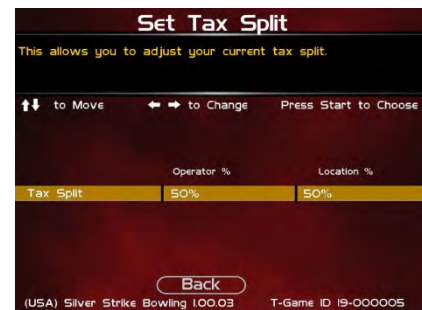 Set Tax Split
This allows you to adjust your current tax split.
↑↓ to Move ← → to Change Press Start to Choose
Operator % Location %
Tax Split 50% 50%
Back
(USA) Silver Strike Bowling 1.00.03 T-Game ID 19-000005